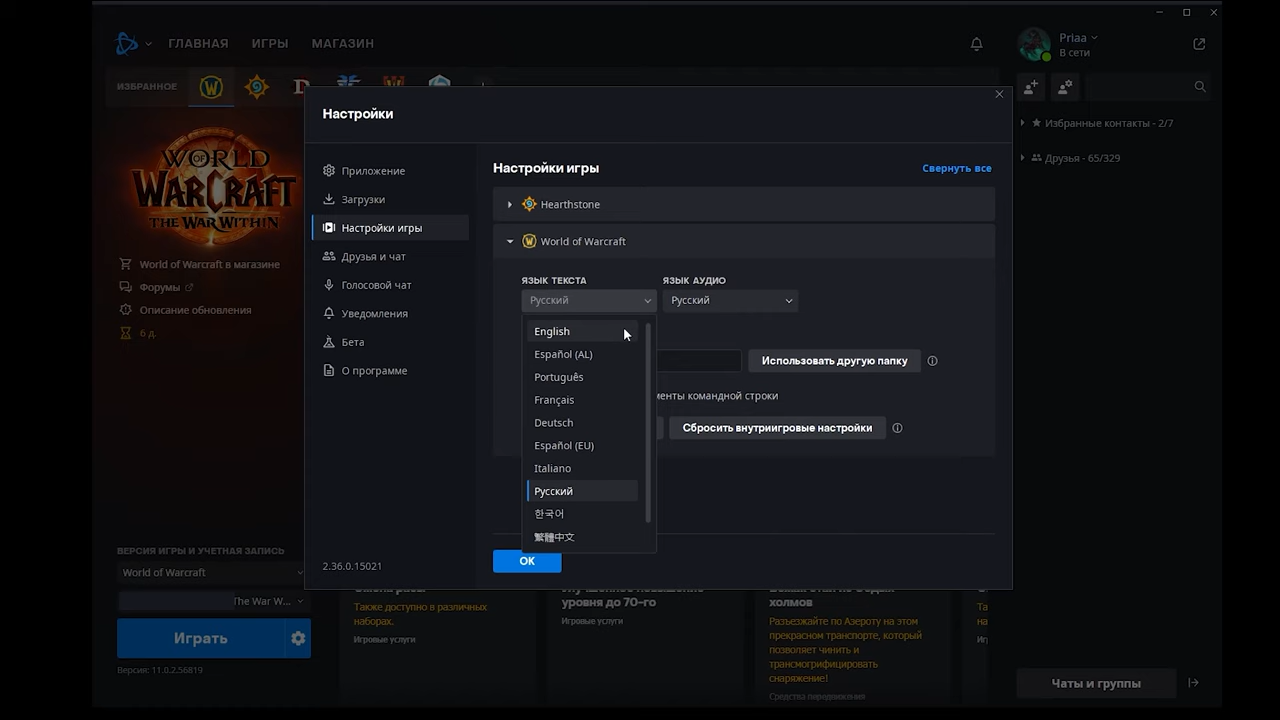 ГЛАВНАЯ
ИГРЫ
МАГАЗИН
Priaa
В сети
ИЗБРАННОЕ
Избранные контакты - 2/7
Друзья - 65/329
WORLD
OF
WARCRAFT
THE WAR WITHIN
World of Warcraft в магазине
Форумы
Описание обновления
6 д.
ВЕРСИЯ ИГРЫ И УЧЕТНАЯ ЗАПИСЬ
World of Warcraft
The War W...
Играть
Версия: 11.0.2.56819
Настройки
Приложение
Загрузки
Настройки игры
Друзья и чат
Голосовой чат
Уведомления
Бета
О программе
2.36.0.15021
Настройки игры
Свернуть все
Hearthstone
World of Warcraft
ЯЗЫК ТЕКСТА
ЯЗЫК АУДИО
Русский
Русский
English
Español (AL)
Português
Français
Deutsch
Español (EU)
Italiano
Русский
한국어
繁體中文
Использовать другую папку
менты командной строки
Сбросить внутриигровые настройки
OK
Также доступно в различных
наборах.
Игровые услуги
уровня до 70-го
Игровые услуги
холмов
Разъезжайте по Азероту на этом
прекрасном транспорте, который
позволяет чинить и
трансмогрифицировать
снаряжение!
Средства передвижения
Чаты и группы